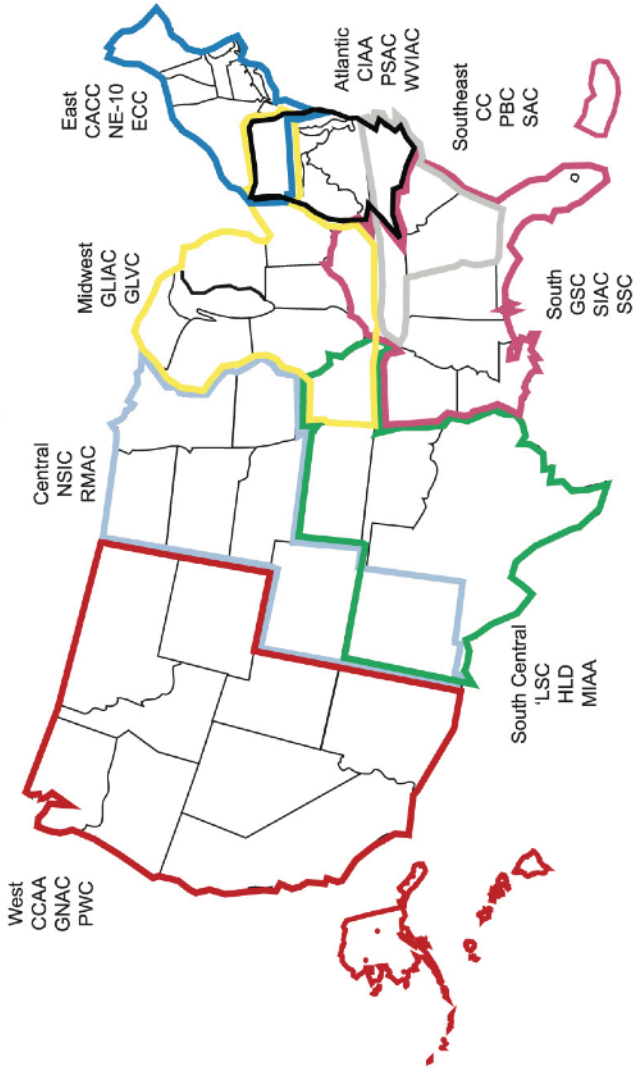 West
CCAA
GNAC
PWC
Central
NSIC
RMAC
Midwest
GLIAC
GLVC
East
CACC
NE-10
ECC
Atlantic
CIAA
PSAC
WVIAC
Southeast
CC
PBC
SAC
South
GSC
SIAC
SSC
South Central
'LSC
HLD
MIAA